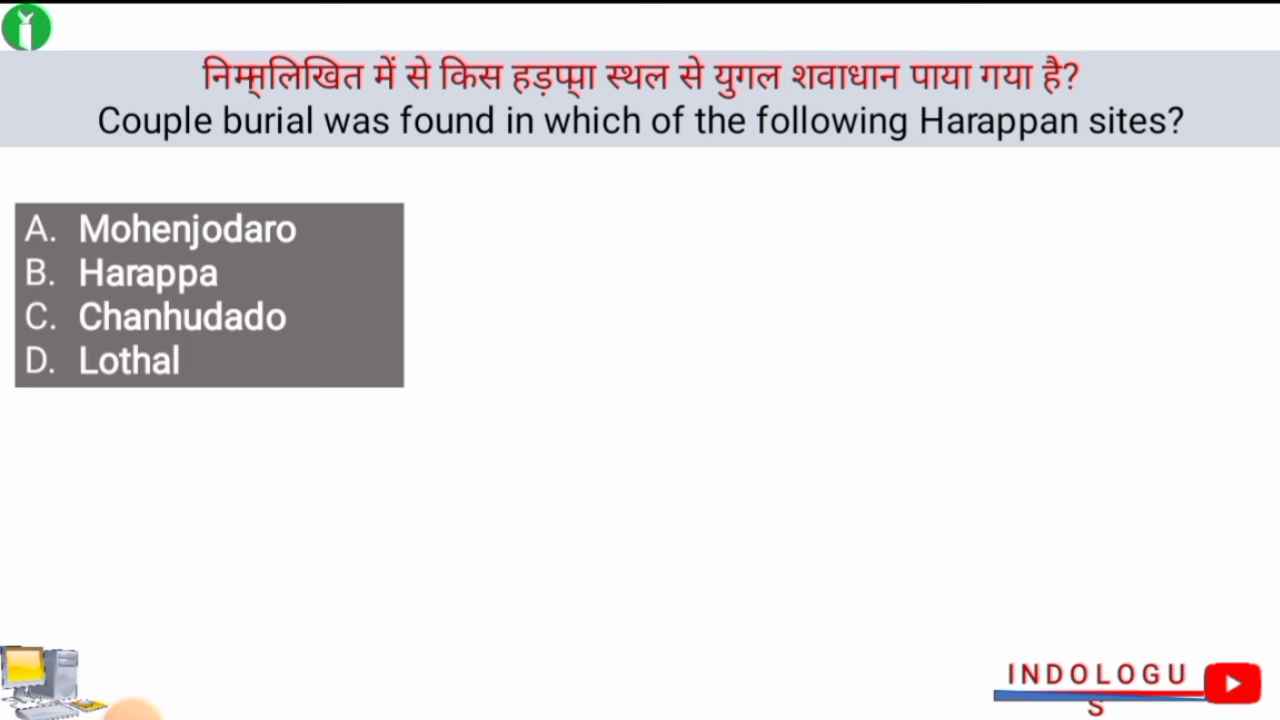 निम्नलिखित में से किस हड़प्पा स्थल से युगल शवाधान पाया गया है?
Couple burial was found in which of the following Harappan sites?
A. Mohenjodaro
B. Harappa
C. Chanhudado
D. Lothal
INDOLOGU
S